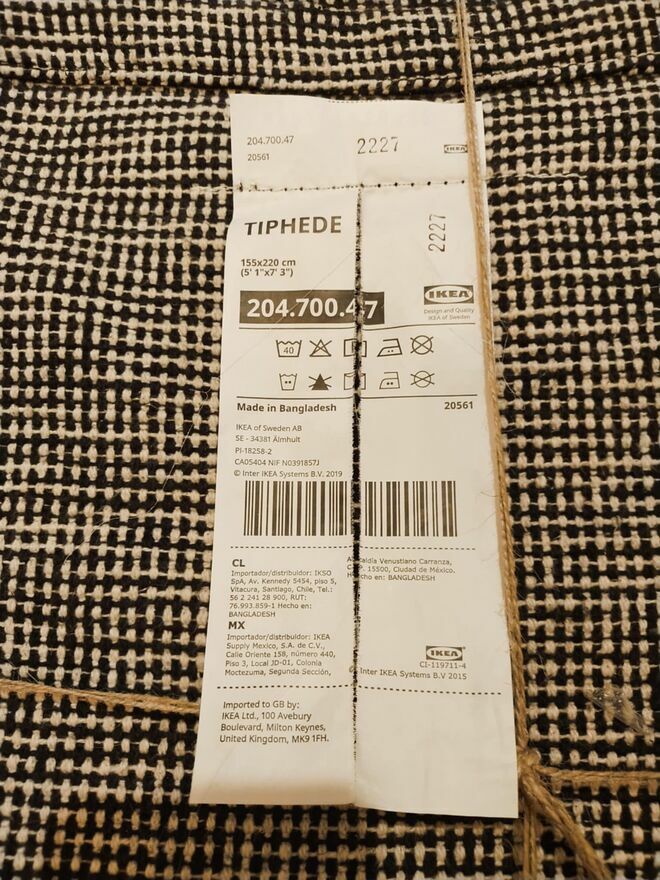 204.700.47
20561
2227
IKEA
TIPHEDE
2227
155x220 cm
(5' 1"x7' 3")
204.700.47
IKEA
Design and Quality
IKEA of Sweden
40
Made in Bangladesh
20561
IKEA of Sweden AB
SE - 34381 Älmhult
PI-18258-2
CA05404 NIF N0391857J
© Inter IKEA Systems B.V. 2019
CL
Importador/distribuidor: IKSO
SpA, Av. Kennedy 5454, piso 5,
Vitacura, Santiago, Chile, Tel.:
56 2 241 28 900, RUT:
76.993.859-1 Hecho en:
BANGLADESH
MX
Importador/distribuidor: IKEA
Supply Mexico, S.A. de C.V.,
Calle Oriente 158, número 440,
Piso 3, Local JD-01, Colonia
Moctezuma, Segunda Sección,
Venustiano Carranza,
15500, Ciudad de México.
en: BANGLADESH
IKEA
CI-119711-4
© Inter IKEA Systems B.V. 2015
Imported to GB by:
IKEA Ltd., 100 Avebury
Boulevard, Milton Keynes,
United Kingdom, MK9 1FH.